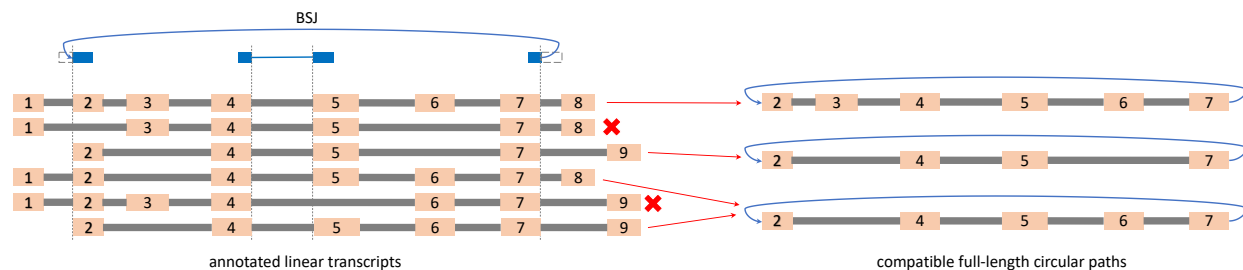 BSJ
1 2 3 4 5 6 7 8
2 3 4 5 6 7
1 3 4 5 7 8
2 4 5 7 9
2 4 5 7
1 2 4 5 6 7 8
1 2 3 4 6 7 9
2 4 5 6 7
2 4 5 6 7 9
annotated linear transcripts
compatible full-length circular paths